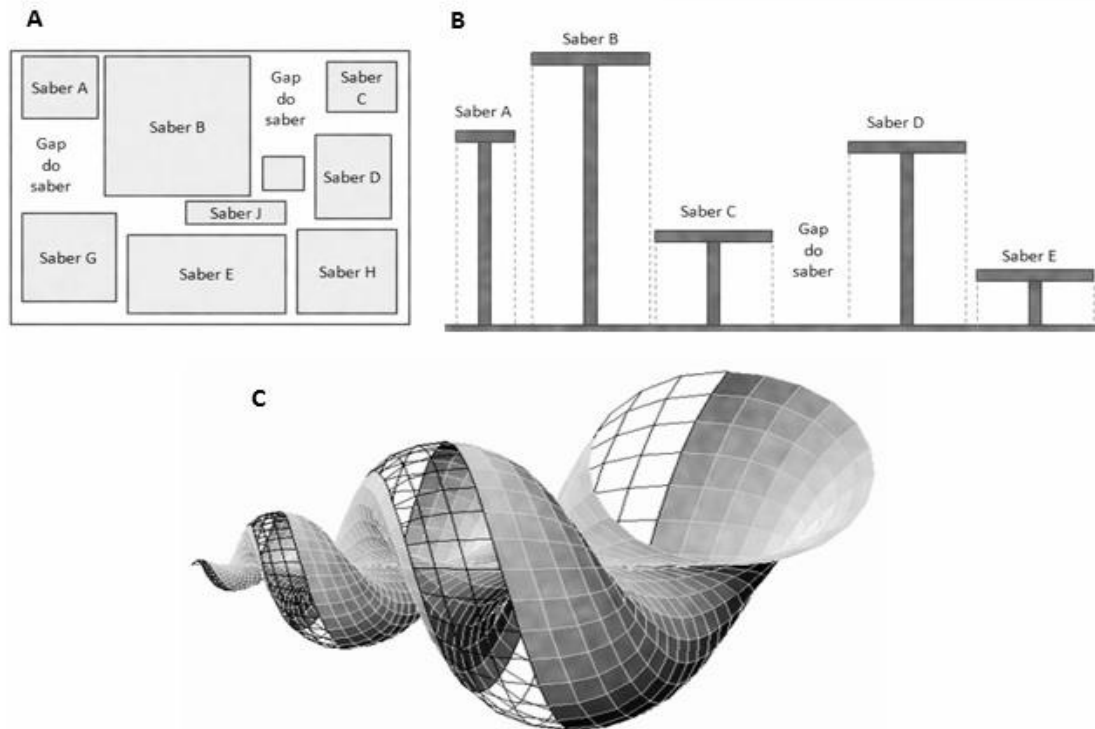 A
Saber A
Saber B
Gap
do
saber
Saber
C
Gap
do
saber
Saber D
Saber J
Saber G
Saber E
Saber H
B
Saber B
Saber A
Saber D
Saber C
Gap
do
saber
Saber E
C